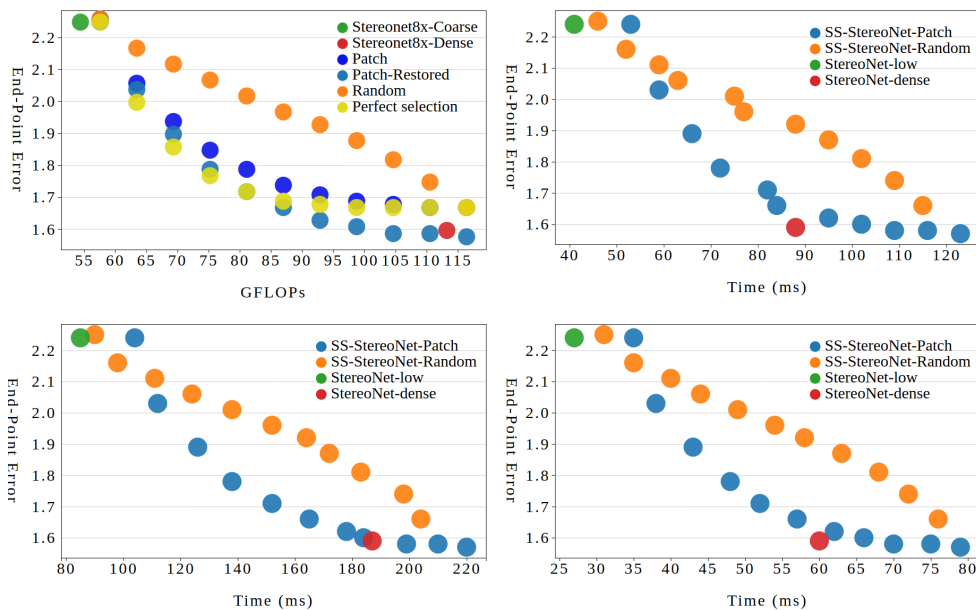 End-Point Error
2.2
2.1
2.0
1.9
1.8
1.7
1.6
55 60 65 70 75 80 85 90 95 100 105 110 115
GFLOPs
Stereonet8x-Coarse
Stereonet8x-Dense
Patch
Patch-Restored
Random
Perfect selection
End-Point Error
2.2
2.1
2.0
1.9
1.8
1.7
1.6
40 50 60 70 80 90 100 110 120
Time (ms)
SS-StereoNet-Patch
SS-StereoNet-Random
StereoNet-low
StereoNet-dense
End-Point Error
2.2
2.1
2.0
1.9
1.8
1.7
1.6
80 100 120 140 160 180 200 220
Time (ms)
SS-StereoNet-Patch
SS-StereoNet-Random
StereoNet-low
StereoNet-dense
End-Point Error
2.2
2.1
2.0
1.9
1.8
1.7
1.6
25 30 35 40 45 50 55 60 65 70 75 80
Time (ms)
SS-StereoNet-Patch
SS-StereoNet-Random
StereoNet-low
StereoNet-dense